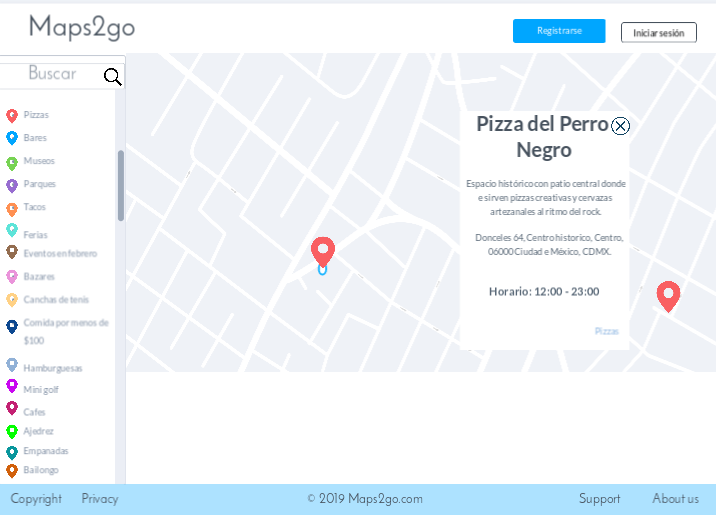 Maps2go
Registrarse
Iniciar sesión
Buscar
Pizzas
Bares
Museos
Parques
Tacos
Ferias
Eventos en febrero
Bazares
Canchas de tenis
Comida por menos de
$100
Hamburguesas
Mini golf
Cafes
Ajedrez
Empanadas
Bailongo
Pizza del Perro
Negro
Espacio histórico con patio central donde
e sirven pizzas creativas y cervazas
artezanales al ritmo del rock.
Donceles 64, Centro historico, Centro,
06000 Ciudad e México, CDMX.
Horario: 12:00 - 23:00
Pizzas
Copyright Privacy © 2019 Maps2go.com Support About us